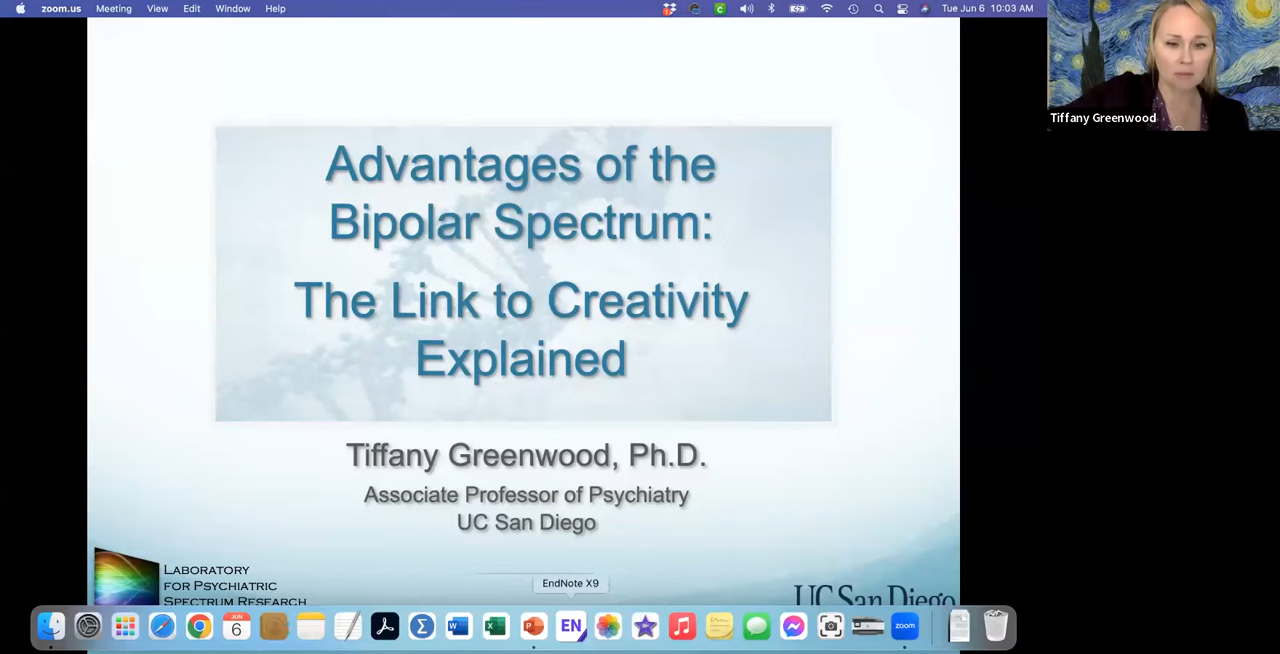 zoom.us Meeting View Edit Window Help Tue Jun 6 10:03 AM
Tiffany Greenwood
Advantages of the
Bipolar Spectrum:
The Link to Creativity
Explained
Tiffany Greenwood, Ph.D.
Associate Professor of Psychiatry
UC San Diego
LABORATORY
FOR PSYCHIATRIC
SPECTRUM RESEARCH
UC San Diego
EndNote X9
JUN
6
EN
zoom